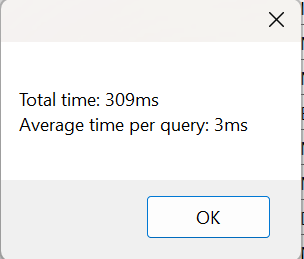 Total time: 309ms
Average time per query: 3ms
OK